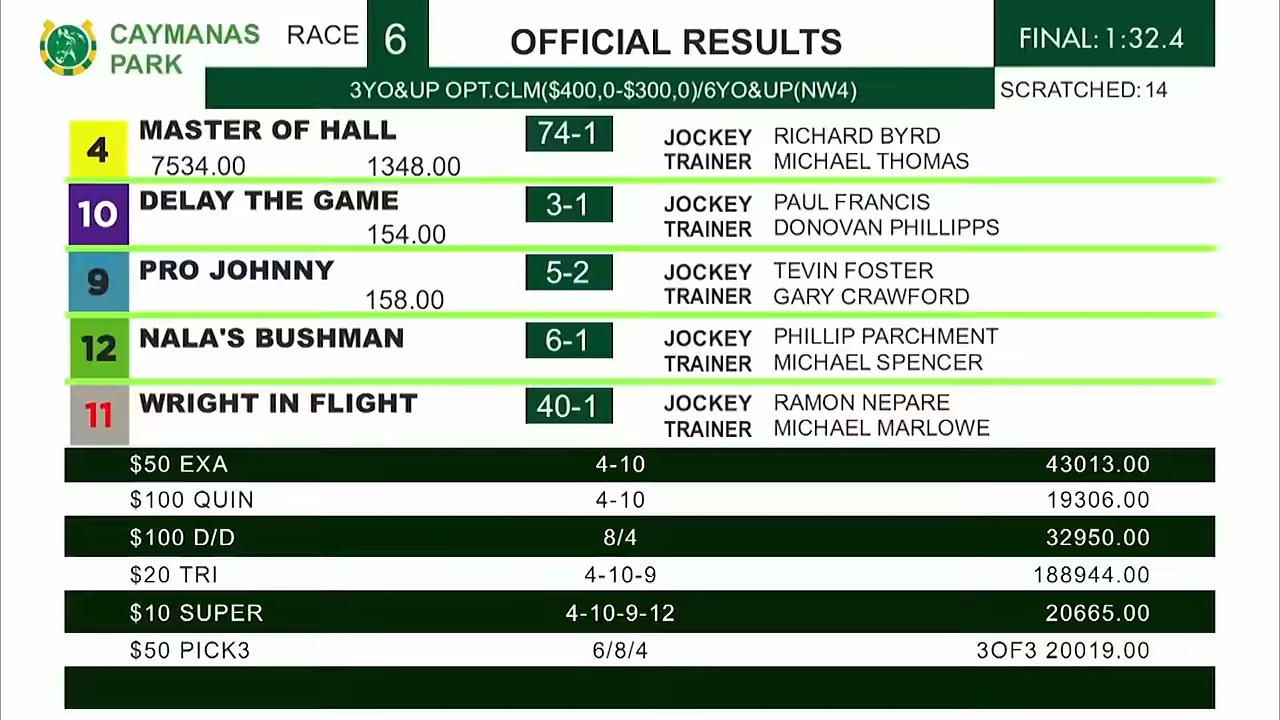 CAYMANAS PARK
RACE 6
OFFICIAL RESULTS
FINAL: 1:32.4
3YO&UP OPT.CLM($400,0-$300,0)/6YO&UP(NW4)
SCRATCHED: 14
4 MASTER OF HALL 74-1 JOCKEY RICHARD BYRD
7534.00 1348.00 TRAINER MICHAEL THOMAS
10 DELAY THE GAME 3-1 JOCKEY PAUL FRANCIS
154.00 TRAINER DONOVAN PHILLIPPS
9 PRO JOHNNY 5-2 JOCKEY TEVIN FOSTER
158.00 TRAINER GARY CRAWFORD
12 NALA'S BUSHMAN 6-1 JOCKEY PHILLIP PARCHMENT
TRAINER MICHAEL SPENCER
11 WRIGHT IN FLIGHT 40-1 JOCKEY RAMON NEPARE
TRAINER MICHAEL MARLOWE
$50 EXA 4-10 43013.00
$100 QUIN 4-10 19306.00
$100 D/D 8/4 32950.00
$20 TRI 4-10-9 188944.00
$10 SUPER 4-10-9-12 20665.00
$50 PICK3 6/8/4 3OF3 20019.00